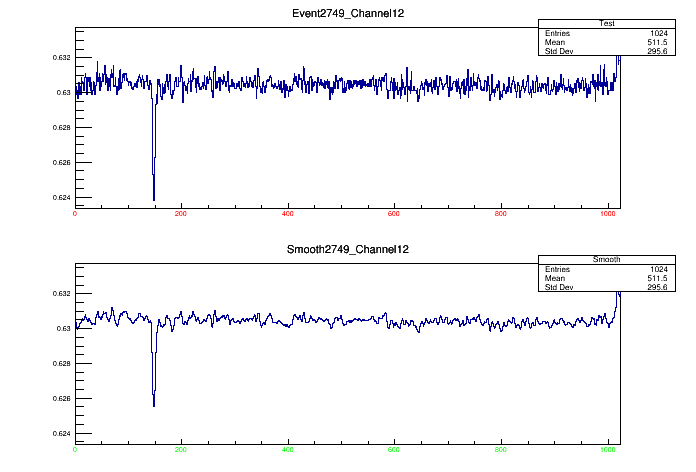 Event2749_Channel12
Test
Entries 1024
Mean 511.5
Std Dev 295.6
0.632
0.63
0.628
0.626
0.624
0 200 400 600 800 1000
Smooth2749_Channel12
Smooth
Entries 1024
Mean 511.5
Std Dev 295.6
0.632
0.63
0.628
0.626
0.624
0 200 400 600 800 1000